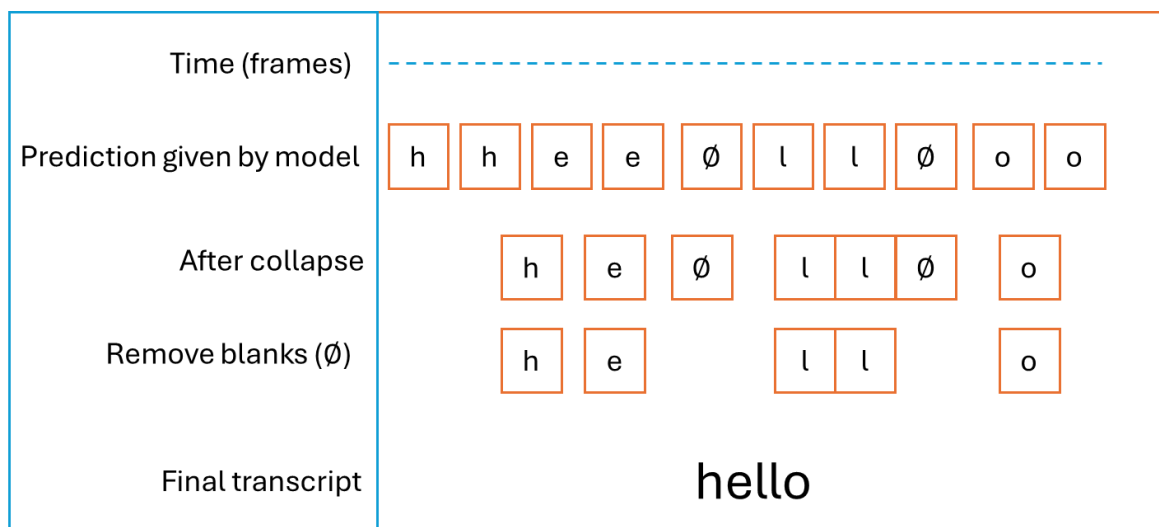 Time (frames)
Prediction given by model h h e e ∅ l l ∅ o o
After collapse h e ∅ l l ∅ o
Remove blanks (∅) h e l l o
Final transcript hello